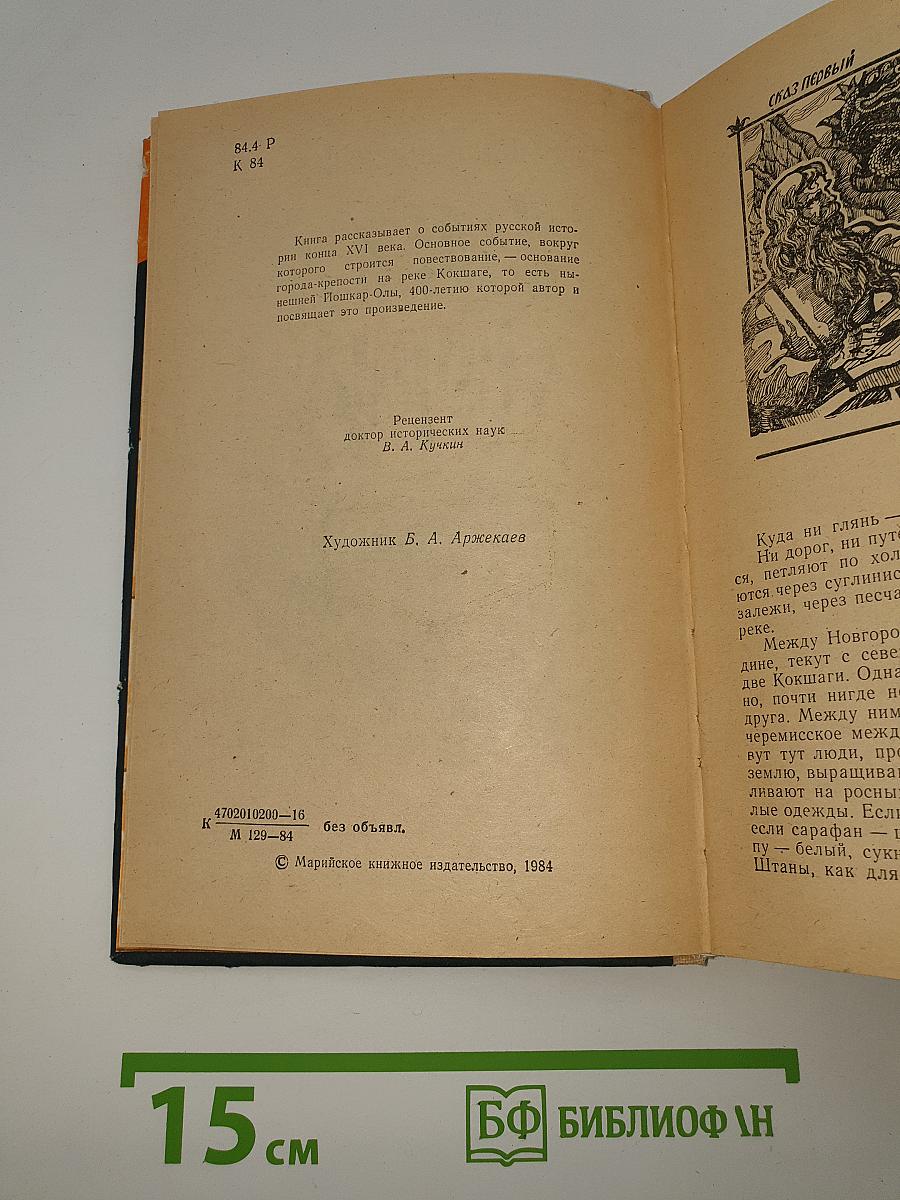 84.4 Р
К 84
Книга рассказывает о событиях русской исто-
рии конца XVI века. Основное событие, вокруг
которого строится повествование, — основание
города-крепости на реке Кокшаге, то есть ны-
нешней Йошкар-Олы, 400-летию которой автор и
посвящает это произведение.
Рецензент
доктор исторических наук
В. А. Кучкин
Художник Б. А. Аржекаев
К 4702010200—16
М 129—84
без объявл.
© Марийское книжное издательство, 1984
СКАЗ ПЕРВЫЙ
Куда ни глянь —
Ни дорог, ни путе
ся, петляют по хол
ются через суглинис
залежи, через песча
реке.
Между Новгоро
дине, текут с севе
две Кокшаги. Одна
но, почти нигде не
друга. Между ним
черемисское межд
вут тут люди, про
землю, выращива
ливают на росны
лые одежды. Если
если сарафан — ц
пу — белый, сукн
Штаны, как для
15 см
БФ БИБЛИОФАН